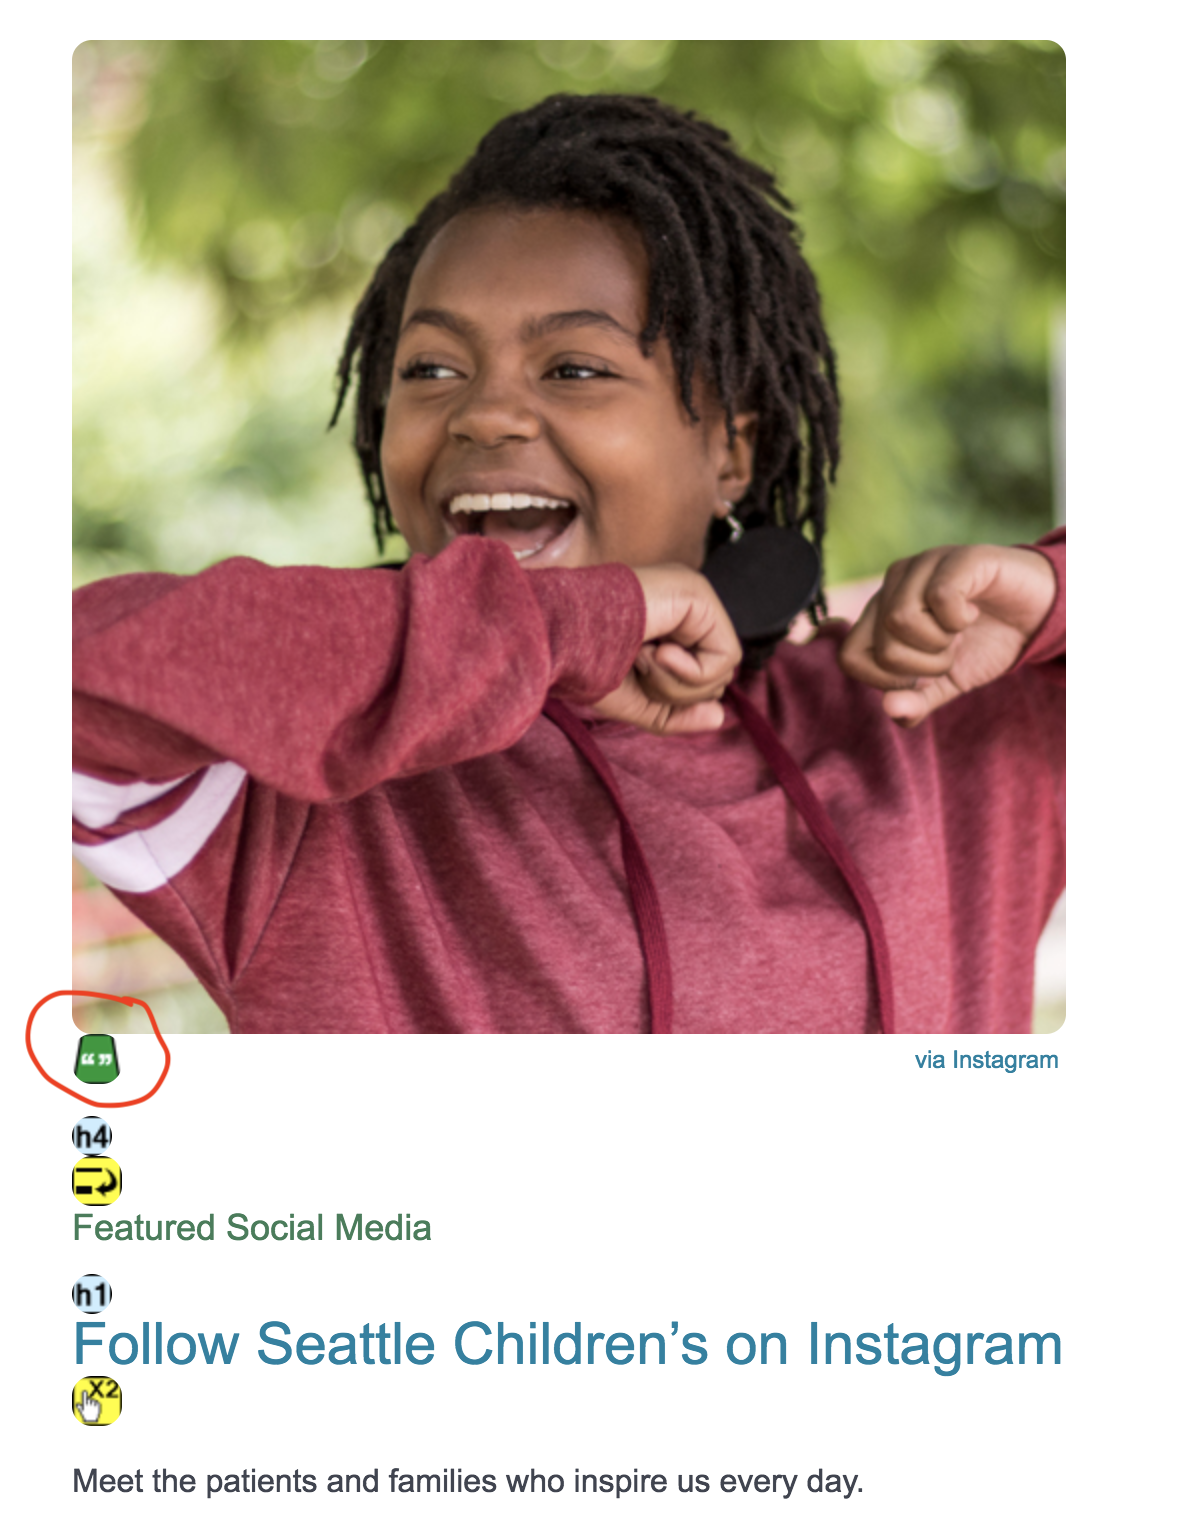 “ ”
via Instagram
h4
Featured Social Media
h1
Follow Seattle Children’s on Instagram
X2
Meet the patients and families who inspire us every day.